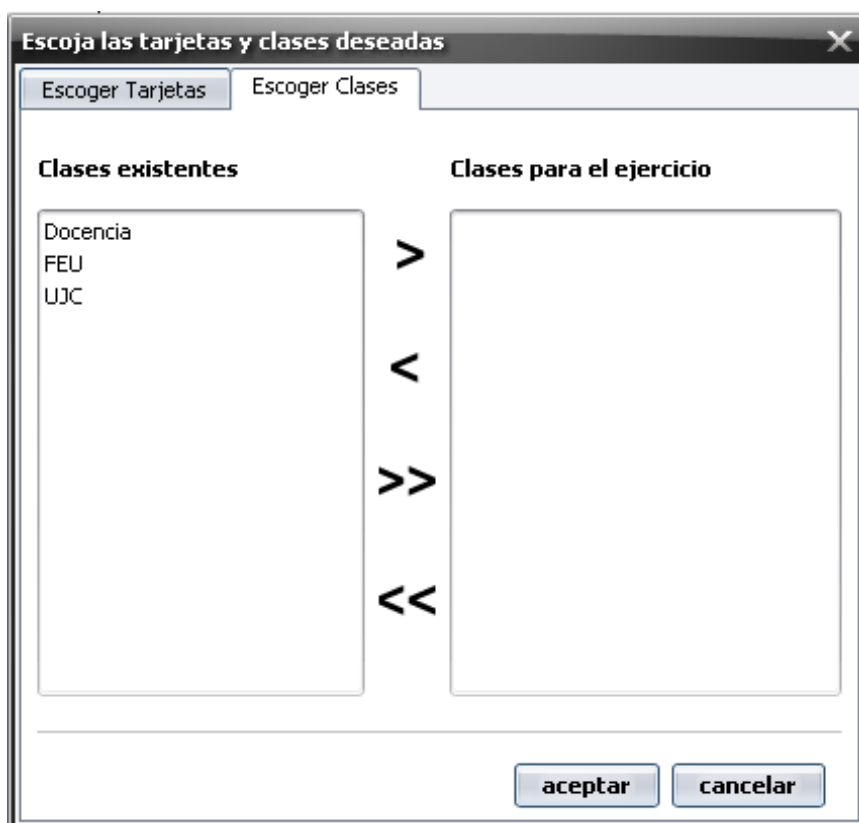 Escoja las tarjetas y clases deseadas
Escoger Tarjetas
Escoger Clases
Clases existentes
Clases para el ejercicio
Docencia
FEU
UJC
>
<
>>
<<
aceptar
cancelar